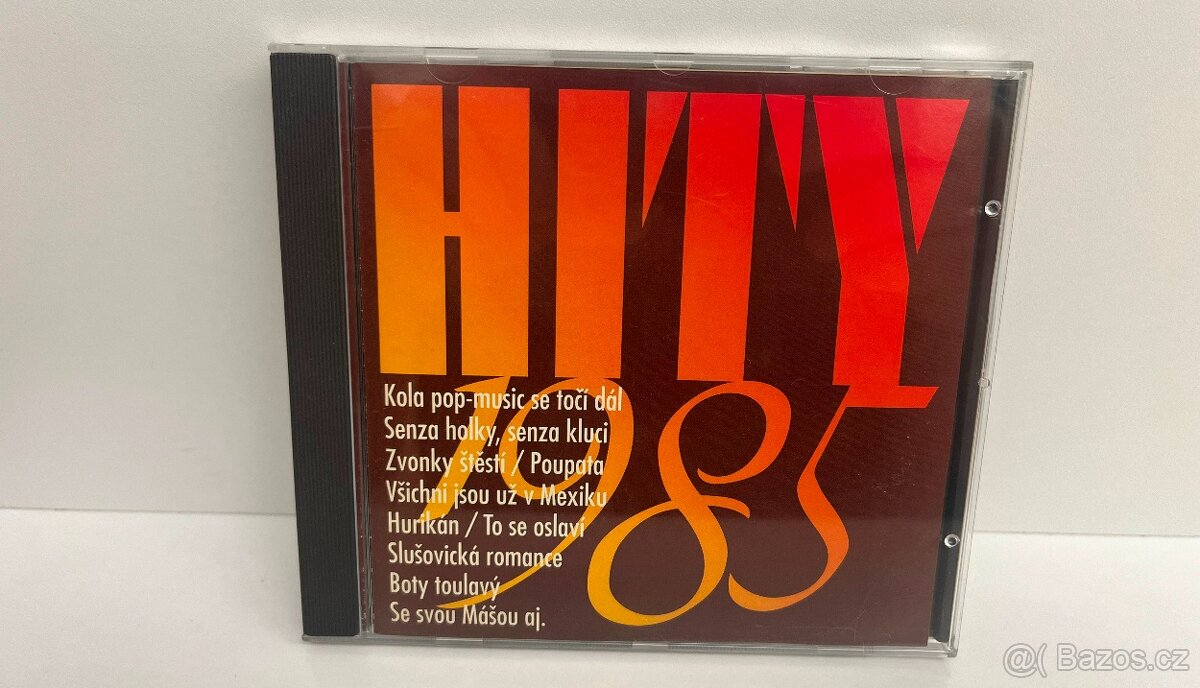 HITY
1985
Kola pop-music se točí dál
Senza holky, senza kluci
Zvonky štěstí / Poupata
Všichni jsou už v Mexiku
Hurikán / To se oslaví
Slušovická romance
Boty toulavý
Se svou Mášou aj.
@( Bazos.cz